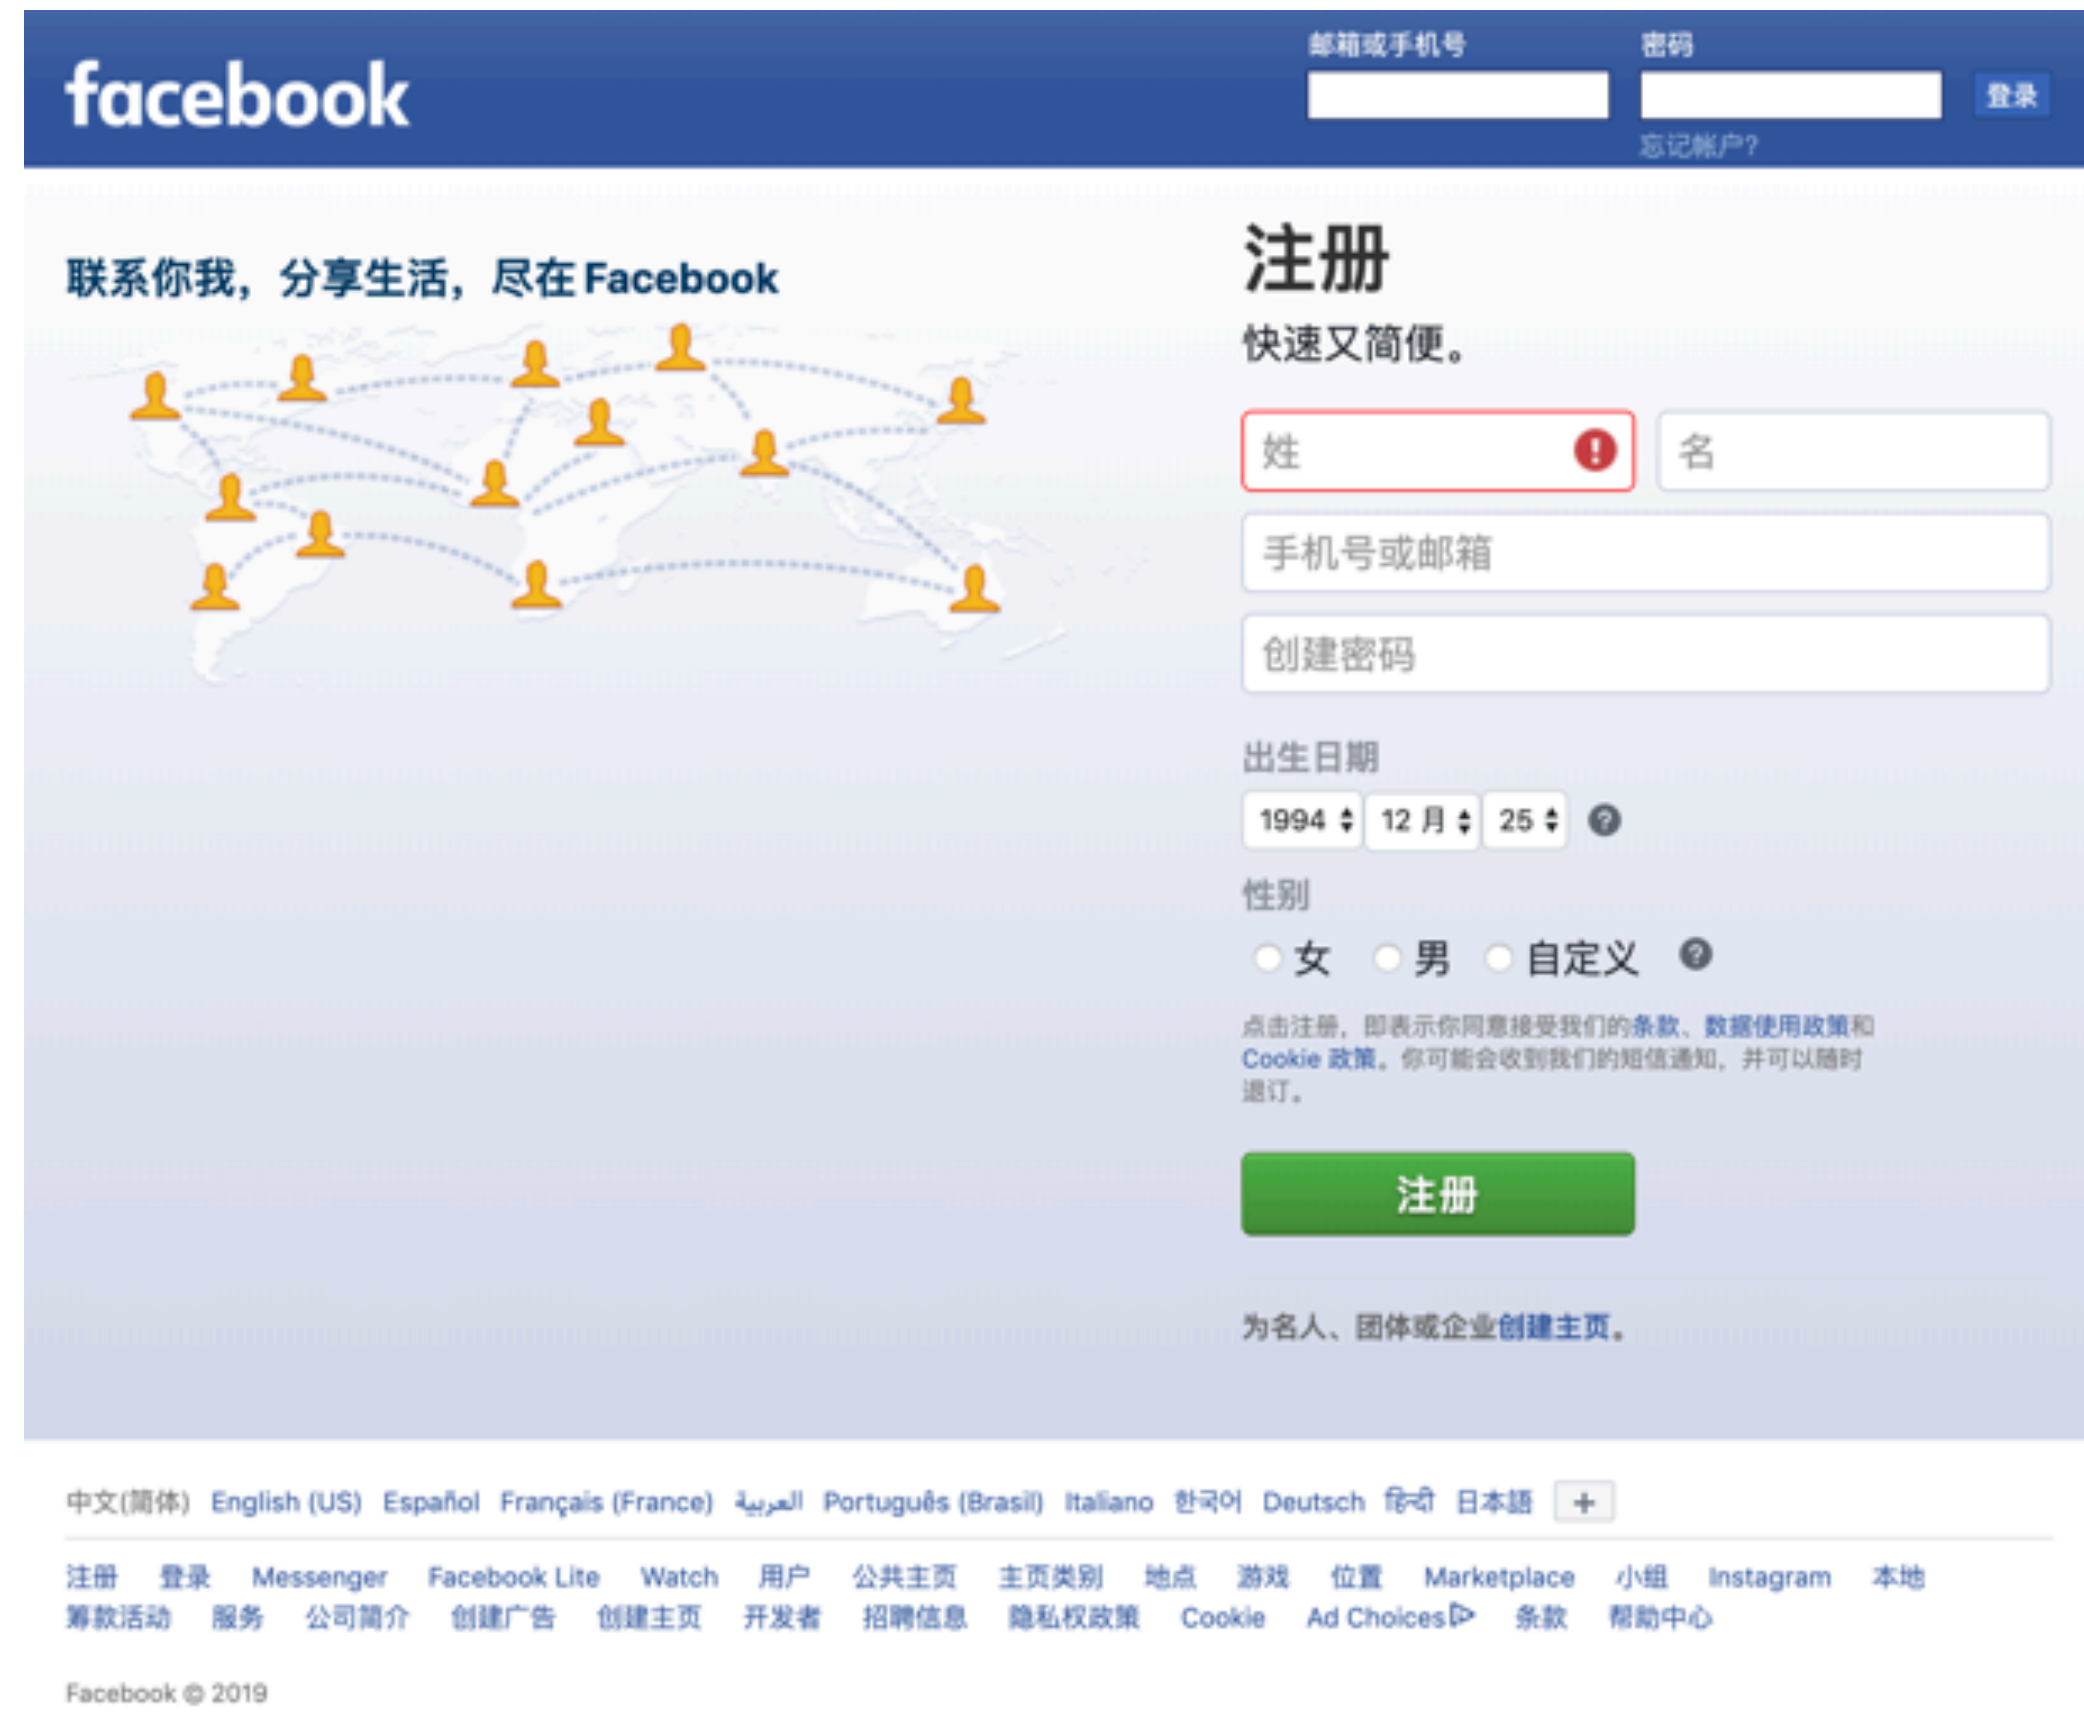 facebook
邮箱或手机号 密码
登录
忘记帐户?
联系你我，分享生活，尽在 Facebook
注册
快速又简便。
姓 名
手机号或邮箱
创建密码
出生日期
1994 12 月 25
性别
女 男 自定义
点击注册，即表示你同意接受我们的条款、数据使用政策和
Cookie 政策。你可能会收到我们的短信通知，并可以随时
退订。
注册
为名人、团体或企业创建主页。
中文(简体) English (US) Español Français (France) العربية Português (Brasil) Italiano 한국어 Deutsch हिन्दी 日本語 +
注册 登录 Messenger Facebook Lite Watch 用户 公共主页 主页类别 地点 游戏 位置 Marketplace 小组 Instagram 本地
筹款活动 服务 公司简介 创建广告 创建主页 开发者 招聘信息 隐私权政策 Cookie Ad Choices 条款 帮助中心
Facebook © 2019